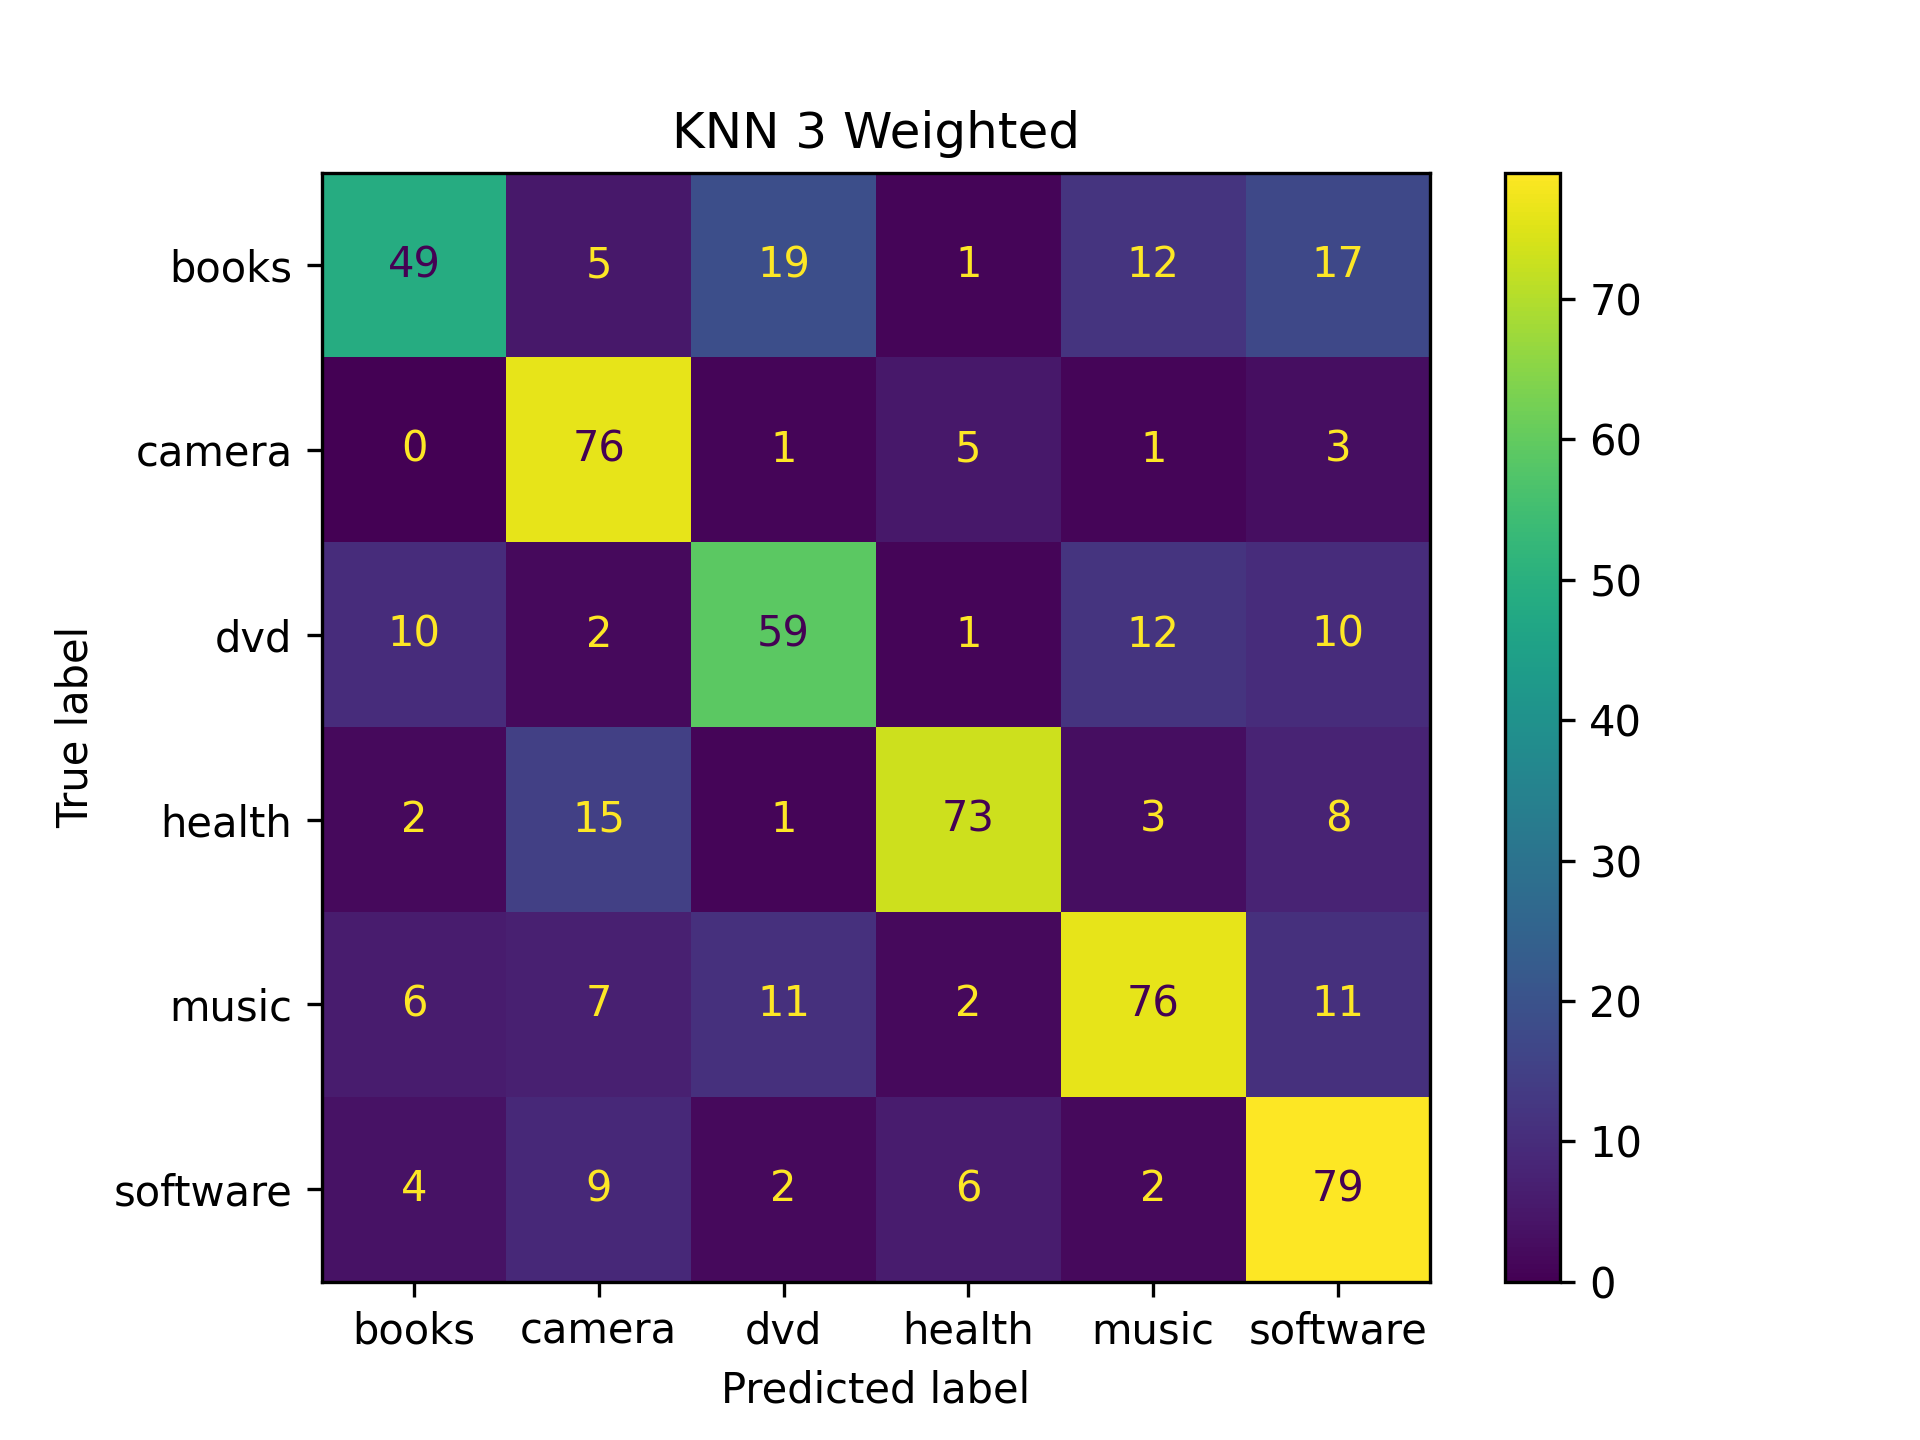 KNN 3 Weighted
True label
books 49 5 19 1 12 17
camera 0 76 1 5 1 3
dvd 10 2 59 1 12 10
health 2 15 1 73 3 8
music 6 7 11 2 76 11
software 4 9 2 6 2 79
books camera dvd health music software
Predicted label
70
60
50
40
30
20
10
0